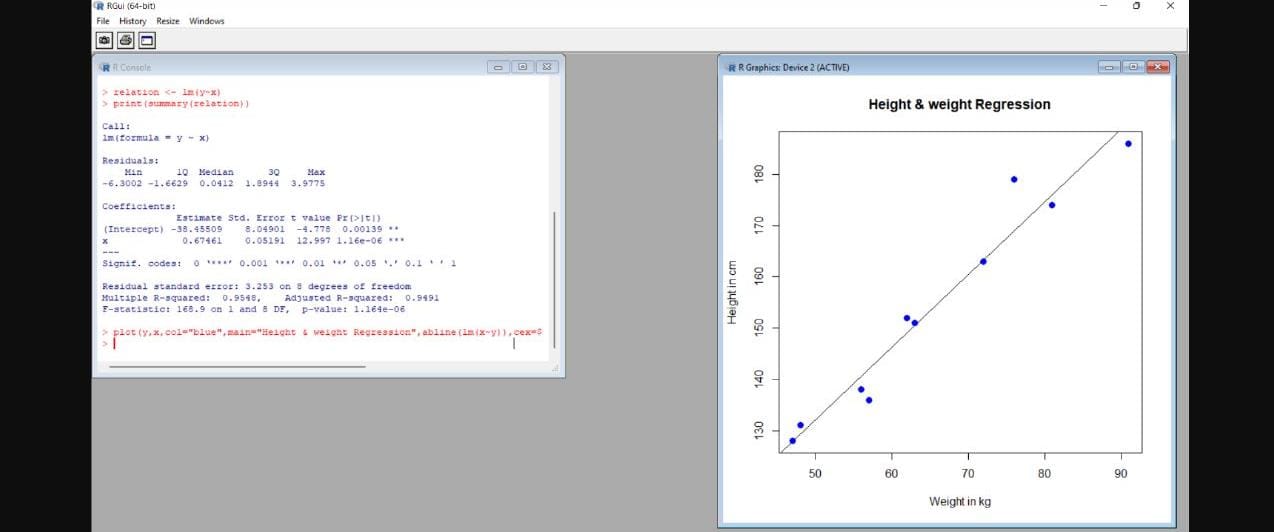 RGui (64-bit)
File History Resize Windows
R Console
> relation <- lm(y~x)
> print(summary(relation))
Call:
lm(formula = y ~ x)
Residuals:
Min 1Q Median 3Q Max
-6.3002 -1.6629 0.0412 1.8944 3.9775
Coefficients:
Estimate Std. Error t value Pr(>|t|)
(Intercept) -38.45509 8.04901 -4.778 0.00139 **
x 0.67461 0.05191 12.997 1.16e-06 ***
---
Signif. codes: 0 ‘***’ 0.001 ‘**’ 0.01 ‘*’ 0.05 ‘.’ 0.1 ‘ ’ 1
Residual standard error: 3.253 on 8 degrees of freedom
Multiple R-squared: 0.9548, Adjusted R-squared: 0.9491
F-statistic: 168.9 on 1 and 8 DF, p-value: 1.164e-06
> plot(y,x,col="blue",main="Height & weight Regression",abline(lm(x~y)),cex=$
>
R Graphics: Device 2 (ACTIVE)
Height & weight Regression
180
170
160
150
140
130
Height in cm
50 60 70 80 90
Weight in kg